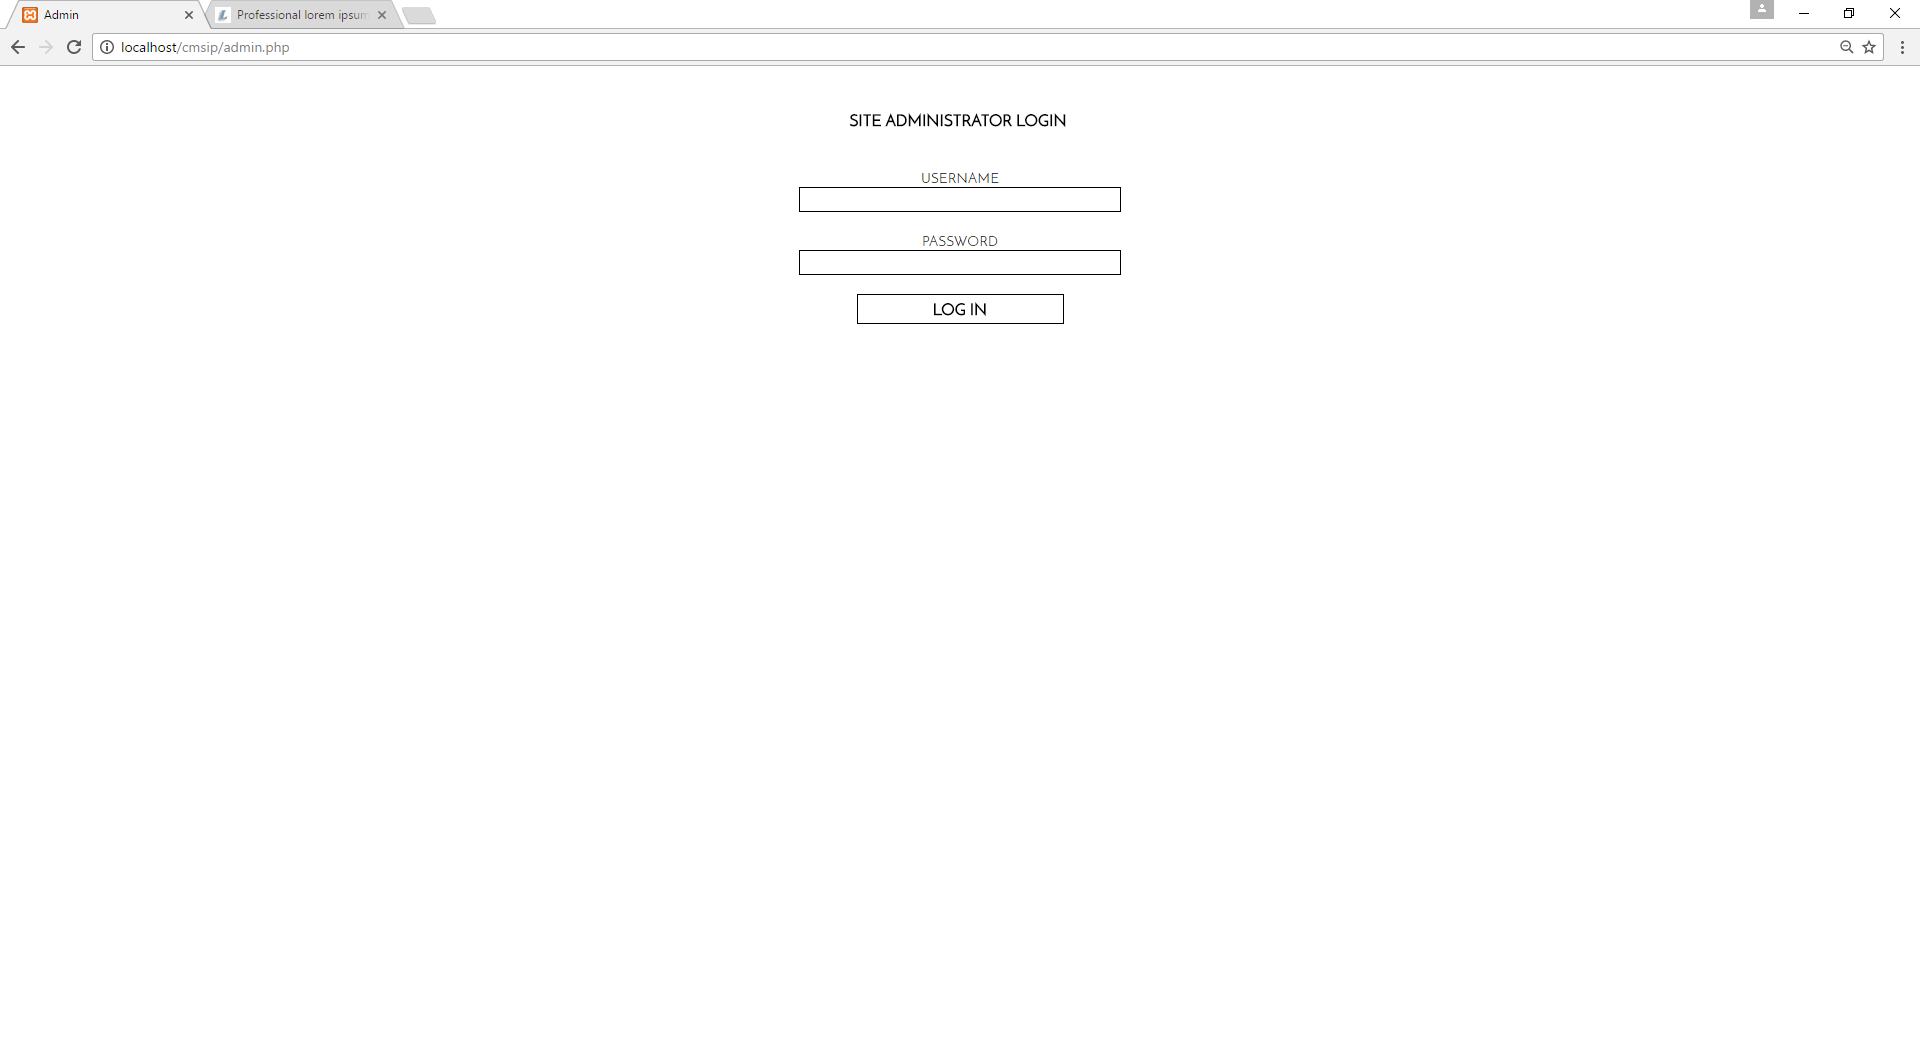 Admin
Professional lorem ipsum
localhost/cmsip/admin.php
SITE ADMINISTRATOR LOGIN
USERNAME
PASSWORD
LOG IN